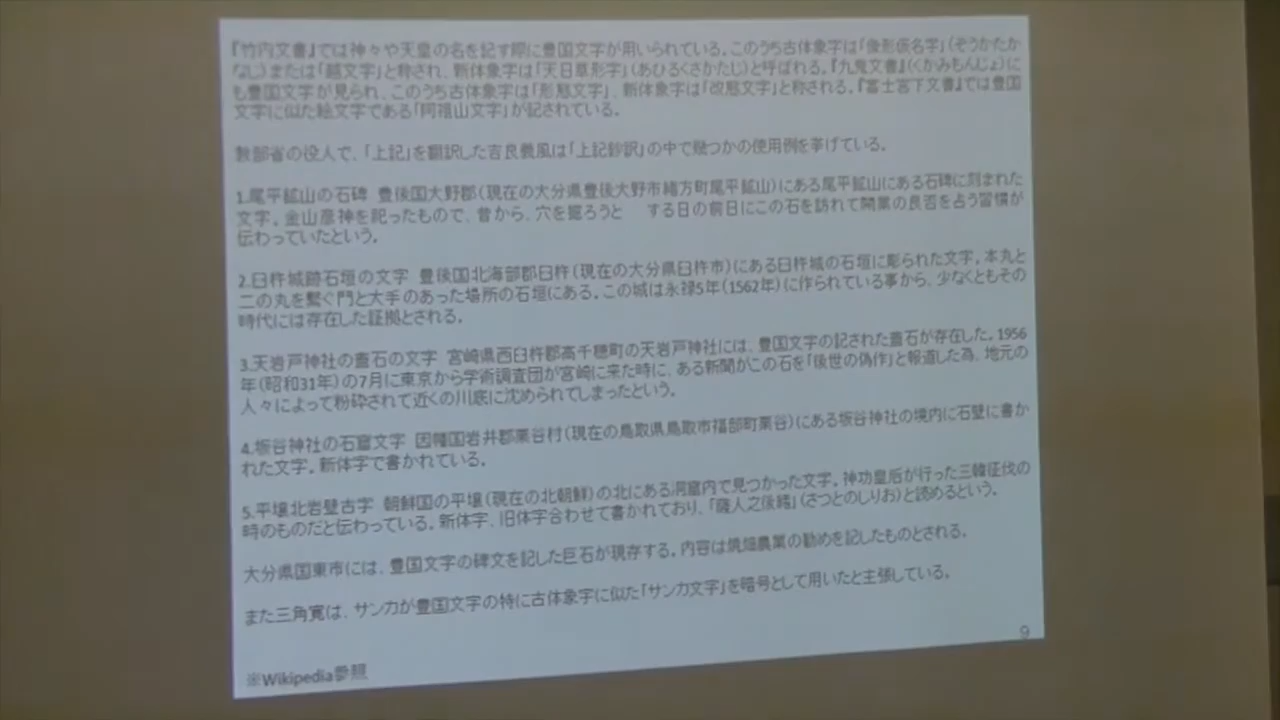 『竹内文書』では神々や天皇の名を記す際に豊国文字が用いられている。このうち古体象字は「像形仮名字」(ぞうかたか
なじ)または「越文字」と称され、新体象字は「天日草形字」(あひるくさかたじ)と呼ばれる。『九鬼文書』(くかみもんじょ)に
も豊国文字が見られ、このうち古体象字は「形態文字」、新体象字は「改態文字」と称される。『富士宮下文書』では豊国
文字に似た絵文字である「阿祖山文字」が記されている。
教部省の役人で、「上記」を翻訳した吉良義風は「上記鈔訳」の中で幾つかの使用例を挙げている。
1.尾平鉱山の石碑 豊後国大野郡(現在の大分県豊後大野市緒方町尾平鉱山)にある尾平鉱山にある石碑に刻まれた
文字。金山彦神を祀ったもので、昔から、穴を掘ろうと する日の前日にこの石を訪れて開業の良否を占う習慣が
伝わっていたという。
2.臼杵城跡石垣の文字 豊後国北海部郡臼杵(現在の大分県臼杵市)にある臼杵城の石垣に彫られた文字。本丸と
二の丸を繋ぐ門と大手のあった場所の石垣にある。この城は永禄5年(1562年)に作られている事から、少なくともその
時代には存在した証拠とされる。
3.天岩戸神社の霊石の文字 宮崎県西臼杵郡高千穂町の天岩戸神社には、豊国文字の記された霊石が存在した。1956
年(昭和31年)の7月に東京から学術調査団が宮崎に来た時に、ある新聞がこの石を「後世の偽作」と報道した為、地元の
人々によって粉砕されて近くの川底に沈められてしまったという。
4.坂谷神社の石窟文字 因幡国岩井郡栗谷村(現在の鳥取県鳥取市福部町栗谷)にある坂谷神社の境内に石壁に書か
れた文字。新体字で書かれている。
5.平壌北岩壁古字 朝鮮国の平壌(現在の北朝鮮)の北にある洞窟内で見つかった文字。神功皇后が行った三韓征伐の
時のものだと伝わっている。新体字、旧体字合わせて書かれており、「薩人之後緒」(さつとのしりお)と読めるという。
大分県国東市には、豊国文字の碑文を記した巨石が現存する。内容は焼畑農業の勧めを記したものとされる。
また三角寛は、サンカが豊国文字の特に古体象字に似た「サンカ文字」を暗号として用いたと主張している。
9
※Wikipedia参照